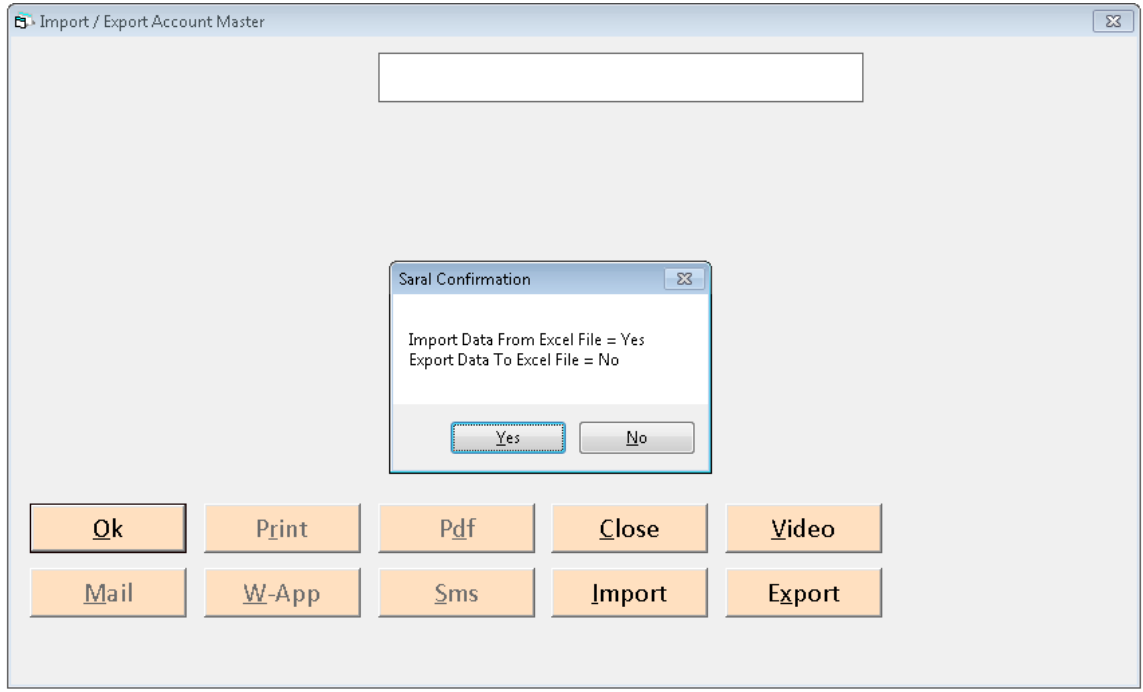 Import / Export Account Master
Saral Confirmation
Import Data From Excel File = Yes
Export Data To Excel File = No
Yes No
Ok Print Pdf Close Video
Mail W-App Sms Import Export